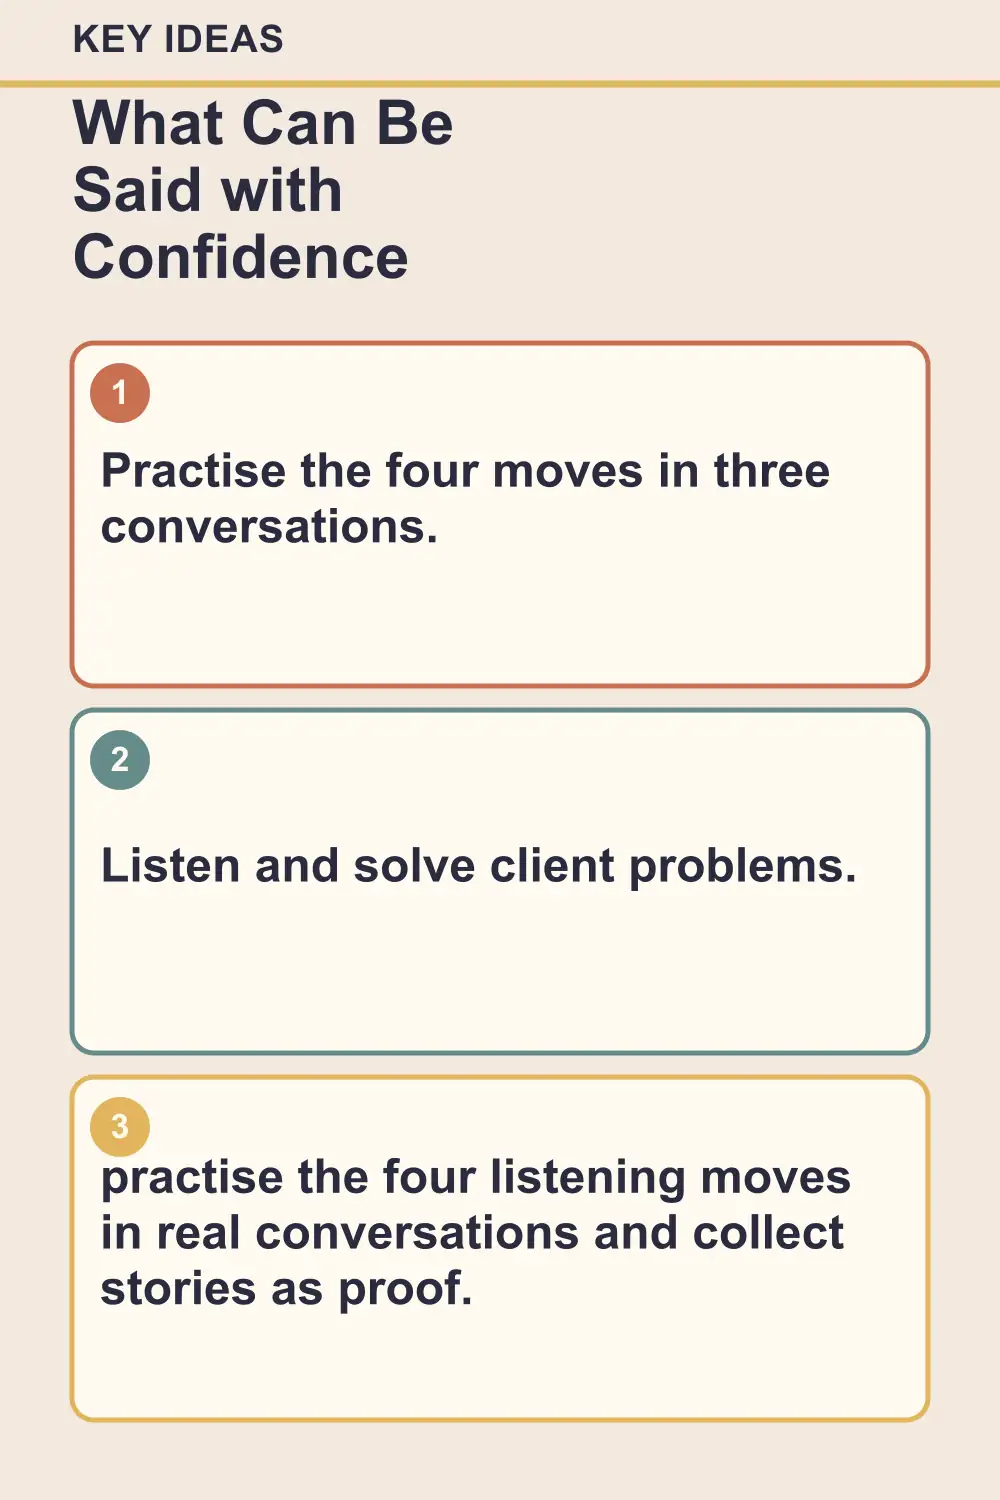 KEY IDEAS
What Can Be
Said with
Confidence
1
Practise the four moves in three
conversations.
2
Listen and solve client problems.
3
practise the four listening moves
in real conversations and collect
stories as proof.